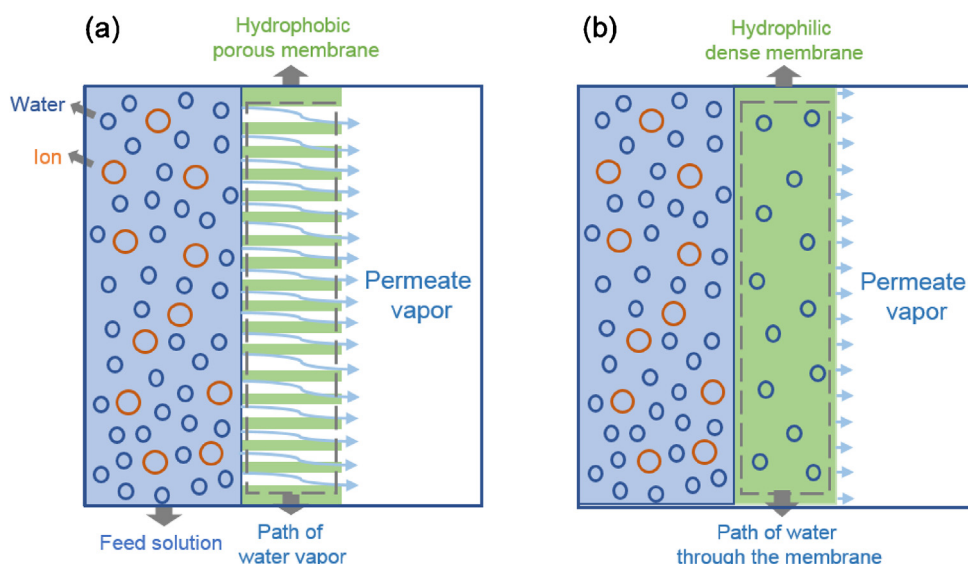 (a)
Hydrophobic
porous membrane
Water
Ion
Permeate
vapor
Feed solution
Path of
water vapor
(b)
Hydrophilic
dense membrane
Permeate
vapor
Path of water
through the membrane